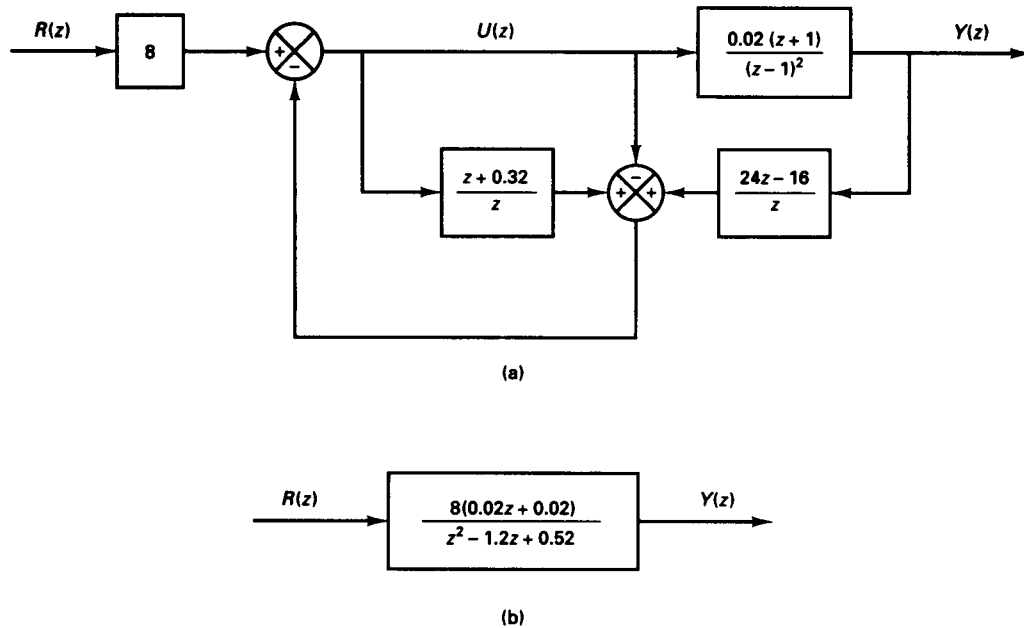 R(z)
8
+
−
U(z)
0.02 (z + 1)
(z − 1)²
Y(z)
z + 0.32
z
−
+ +
24z − 16
z
(a)
R(z)
8(0.02z + 0.02)
z² − 1.2z + 0.52
Y(z)
(b)